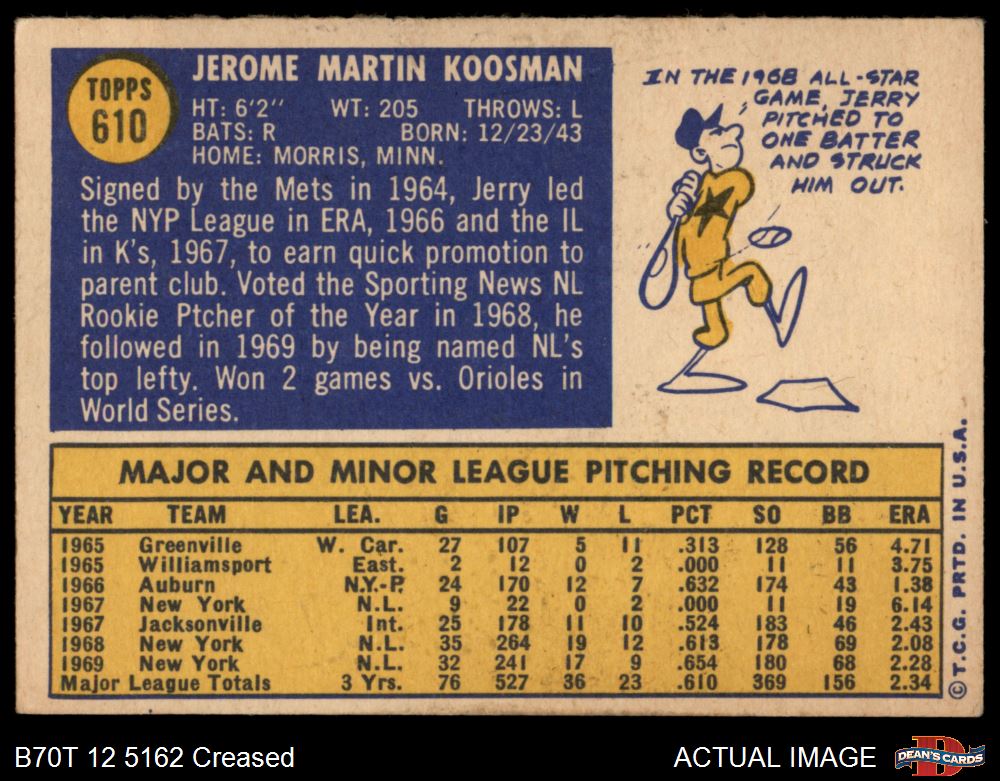 TOPPS
610
JEROME MARTIN KOOSMAN
HT: 6'2" WT: 205 THROWS: L
BATS: R BORN: 12/23/43
HOME: MORRIS, MINN.
Signed by the Mets in 1964, Jerry led
the NYP League in ERA, 1966 and the IL
in K's, 1967, to earn quick promotion to
parent club. Voted the Sporting News NL
Rookie Ptcher of the Year in 1968, he
followed in 1969 by being named NL's
top lefty. Won 2 games vs. Orioles in
World Series.
IN THE 1968 ALL-STAR
GAME, JERRY
PITCHED TO
ONE BATTER
AND STRUCK
HIM OUT.
MAJOR AND MINOR LEAGUE PITCHING RECORD
YEAR TEAM LEA. G IP W L PCT SO BB ERA
1965 Greenville W. Car. 27 107 5 11 .313 128 56 4.71
1965 Williamsport East. 2 12 0 2 .000 11 11 3.75
1966 Auburn N.Y.-P. 24 170 12 7 .632 174 43 1.38
1967 New York N.L. 9 22 0 2 .000 11 19 6.14
1967 Jacksonville Int. 25 178 11 10 .524 183 46 2.43
1968 New York N.L. 35 264 19 12 .613 178 69 2.08
1969 New York N.L. 32 241 17 9 .654 180 68 2.28
Major League Totals 3 Yrs. 76 527 36 23 .610 369 156 2.34
© T.C.G. PRTD. IN U.S.A.
B70T 12 5162 Creased
ACTUAL IMAGE
D
DEAN'S CARDS